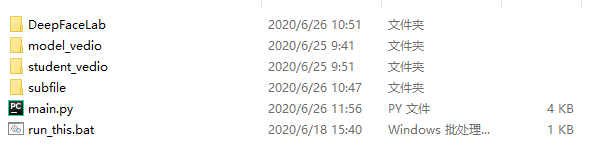 DeepFaceLab 2020/6/26 10:51 文件夹
model_vedio 2020/6/25 9:41 文件夹
student_vedio 2020/6/25 9:51 文件夹
subfile 2020/6/26 10:47 文件夹
PC main.py 2020/6/26 11:56 PY 文件 4 KB
run_this.bat 2020/6/18 15:40 Windows 批处理... 1 KB